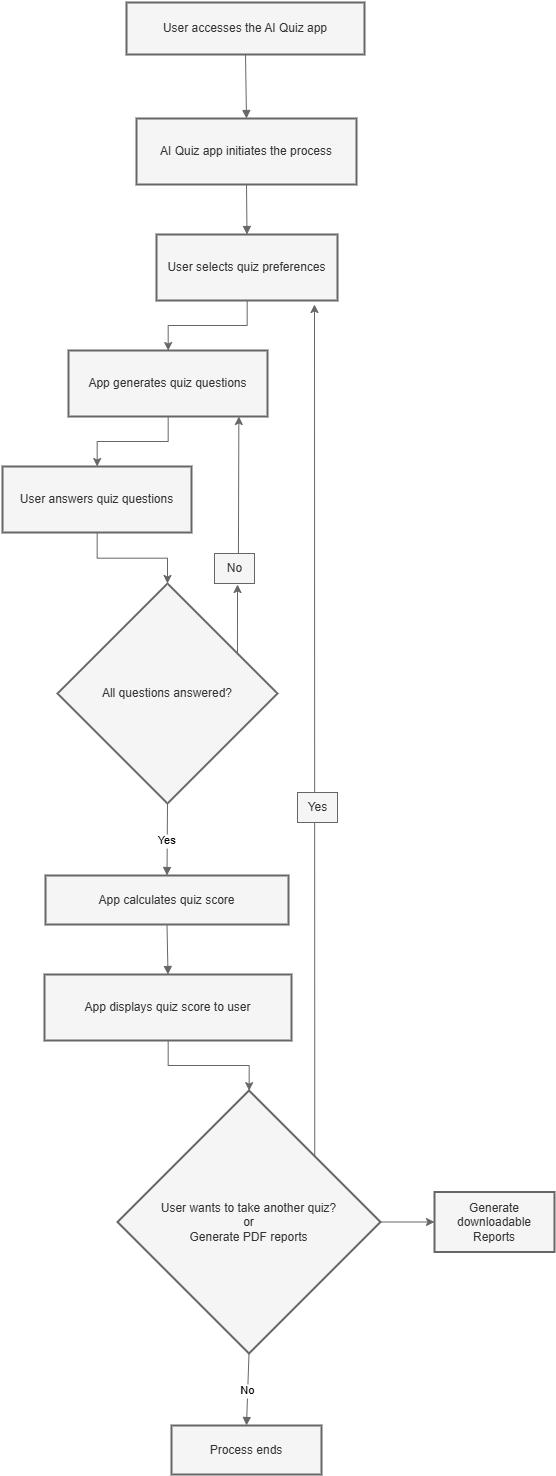 User accesses the AI Quiz app
AI Quiz app initiates the process
User selects quiz preferences
App generates quiz questions
User answers quiz questions
No
All questions answered?
Yes
Yes
App calculates quiz score
App displays quiz score to user
User wants to take another quiz?
or
Generate PDF reports
Generate
downloadable
Reports
No
Process ends